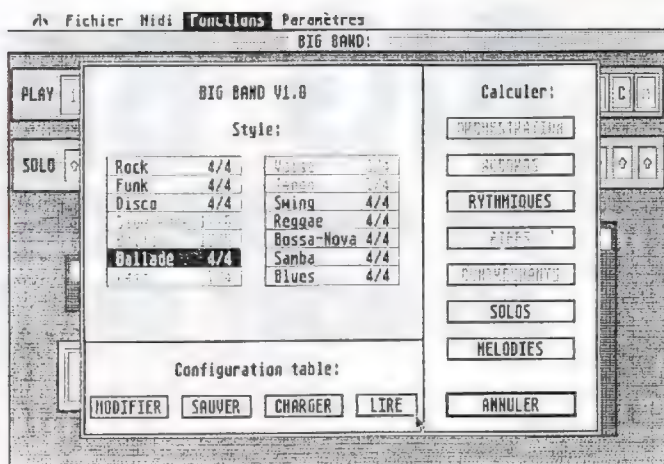 Fichier Midi Fonctions Paramètres
BIG BAND:
PLAY
C
SOLO
BIG BAND V1.0
Style:
Rock 4/4
Funk 4/4
Disco 4/4
Ballade 4/4
Swing 4/4
Reggae 4/4
Bossa-Nova 4/4
Samba 4/4
Blues 4/4
Configuration table:
MODIFIER SAUVER CHARGER LIRE
Calculer:
ORCHESTRATION
ACCORDS
RYTHMIQUES
SOLOS
MELODIES
ANNULER